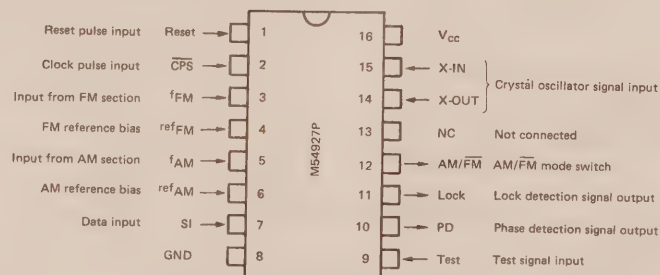 Reset pulse input Reset 1
Clock pulse input CPS 2
Input from FM section fFM 3
FM reference bias refFM 4
Input from AM section fAM 5
AM reference bias refAM 6
Data input SI 7
GND 8
M54927P
16 VCC
15 X-IN
14 X-OUT
Crystal oscillator signal input
13 NC Not connected
12 AM/FM AM/FM mode switch
11 Lock Lock detection signal output
10 PD Phase detection signal output
9 Test Test signal input